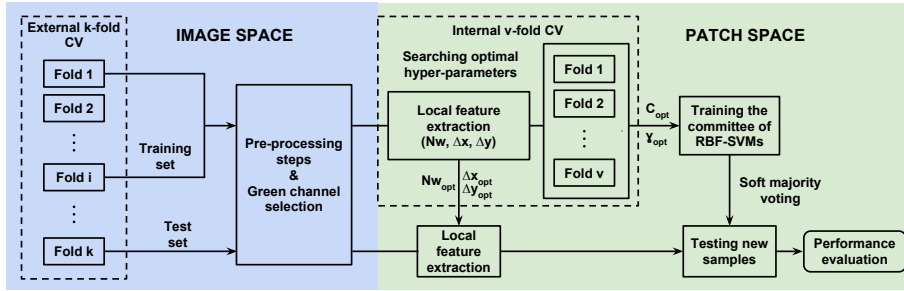 External k-fold
CV
IMAGE SPACE
Internal v-fold CV
PATCH SPACE
Fold 1
Fold 2
⋮
Fold i
⋮
Fold k
Training
set
Test
set
Pre-processing
steps
&
Green channel
selection
Searching optimal
hyper-parameters
Local feature
extraction
(Nw, Δx, Δy)
Fold 1
Fold 2
⋮
Fold v
Nw_opt Δx_opt
Δy_opt
Local
feature
extraction
C_opt
ɣ_opt
Training the
committee of
RBF-SVMs
Soft majority
voting
Testing new
samples
Performance
evaluation